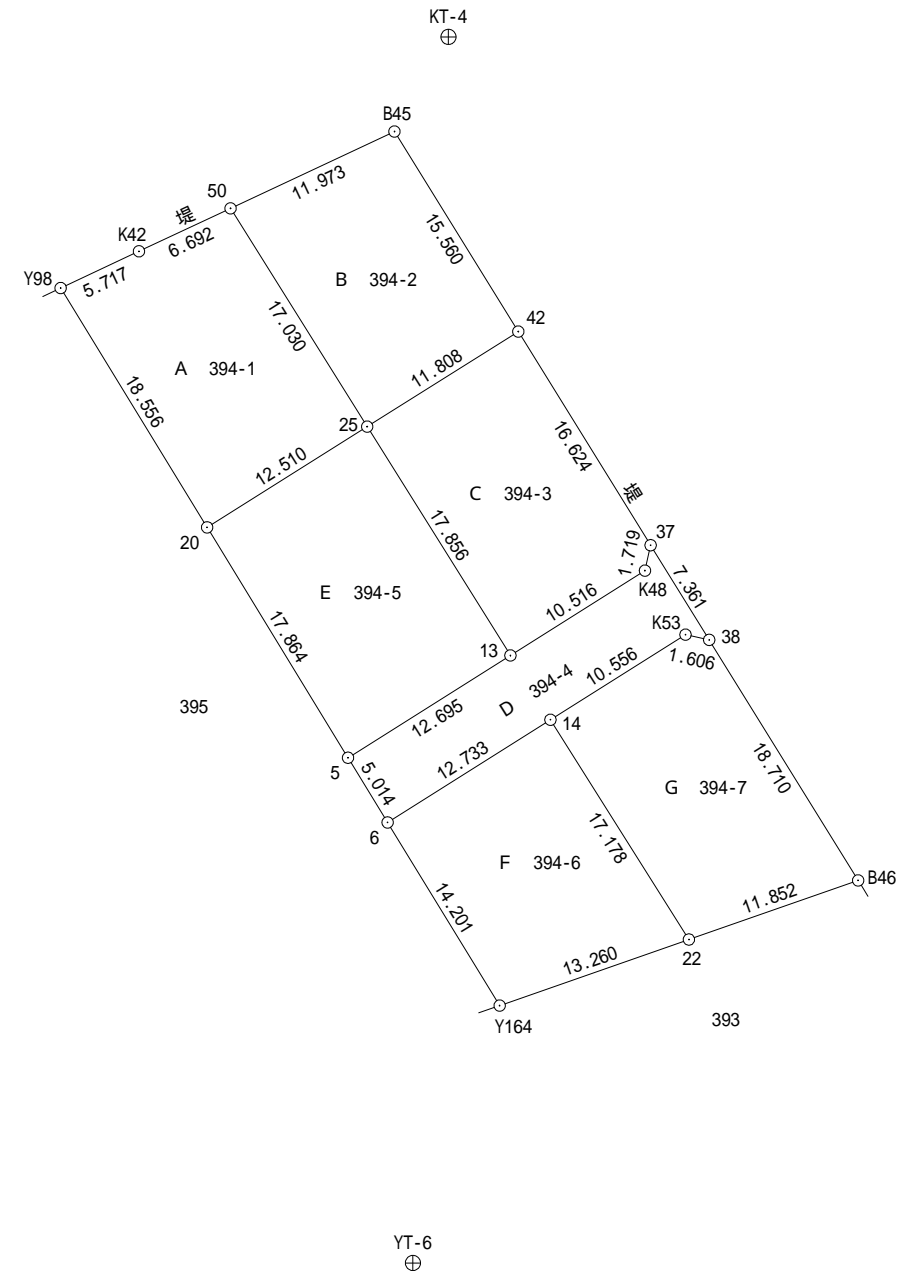 KT-4
B45
11.973
50
堤
K42
6.692
Y98
5.717
15.560
B 394-2
17.030
42
A 394-1
11.808
18.556
25
12.510
16.624
C 394-3
堤
17.856
37
20
1.719
K48
7.361
E 394-5
10.516
K53
38
17.864
13
10.556
1.606
D 394-4
395
12.695
14
12.733
5
5.014
18.710
G 394-7
6
17.178
F 394-6
B46
14.201
11.852
13.260
22
Y164
393
YT-6